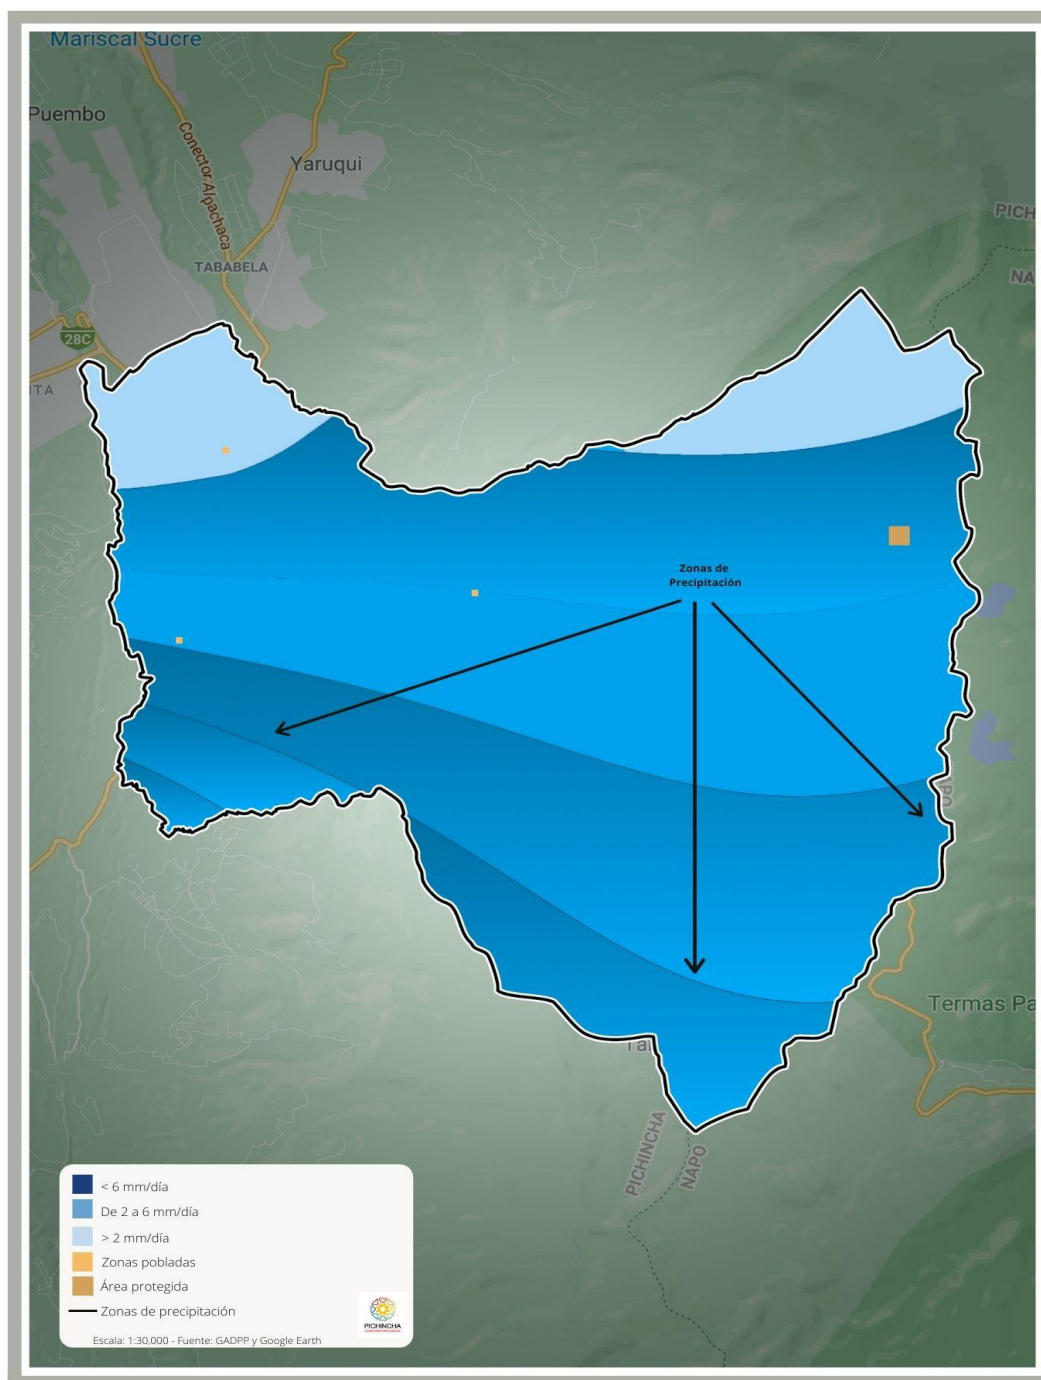 Mariscal Sucre
Puembo
Conector Alpachaca
Yaruqui
PICH
TABABELA
NA
28C
ITA
Zonas de
Precipitación
Termas Pa
PICHINCHA
NAPO
< 6 mm/día
De 2 a 6 mm/día
> 2 mm/día
Zonas pobladas
Área protegida
Zonas de precipitación
PICHINCHA
Escala: 1:30,000 - Fuente: GADPP y Google Earth